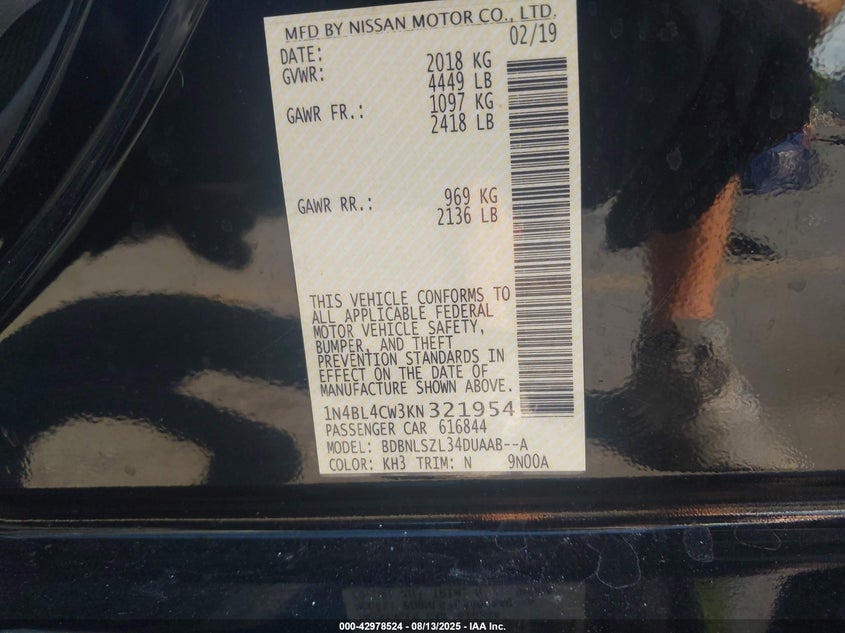 MFD BY NISSAN MOTOR CO., LTD.
DATE: 02/19
GVWR: 2018 KG
4449 LB
GAWR FR.: 1097 KG
2418 LB
GAWR RR.: 969 KG
2136 LB
THIS VEHICLE CONFORMS TO
ALL APPLICABLE FEDERAL
MOTOR VEHICLE SAFETY,
BUMPER, AND THEFT
PREVENTION STANDARDS IN
EFFECT ON THE DATE OF
MANUFACTURE SHOWN ABOVE.
1N4BL4CW3KN321954
PASSENGER CAR 616844
MODEL: BDBNLSZL34DUAAB--A
COLOR: KH3 TRIM: N 9N00A
000-42978524 - 08/13/2025 - IAA Inc.